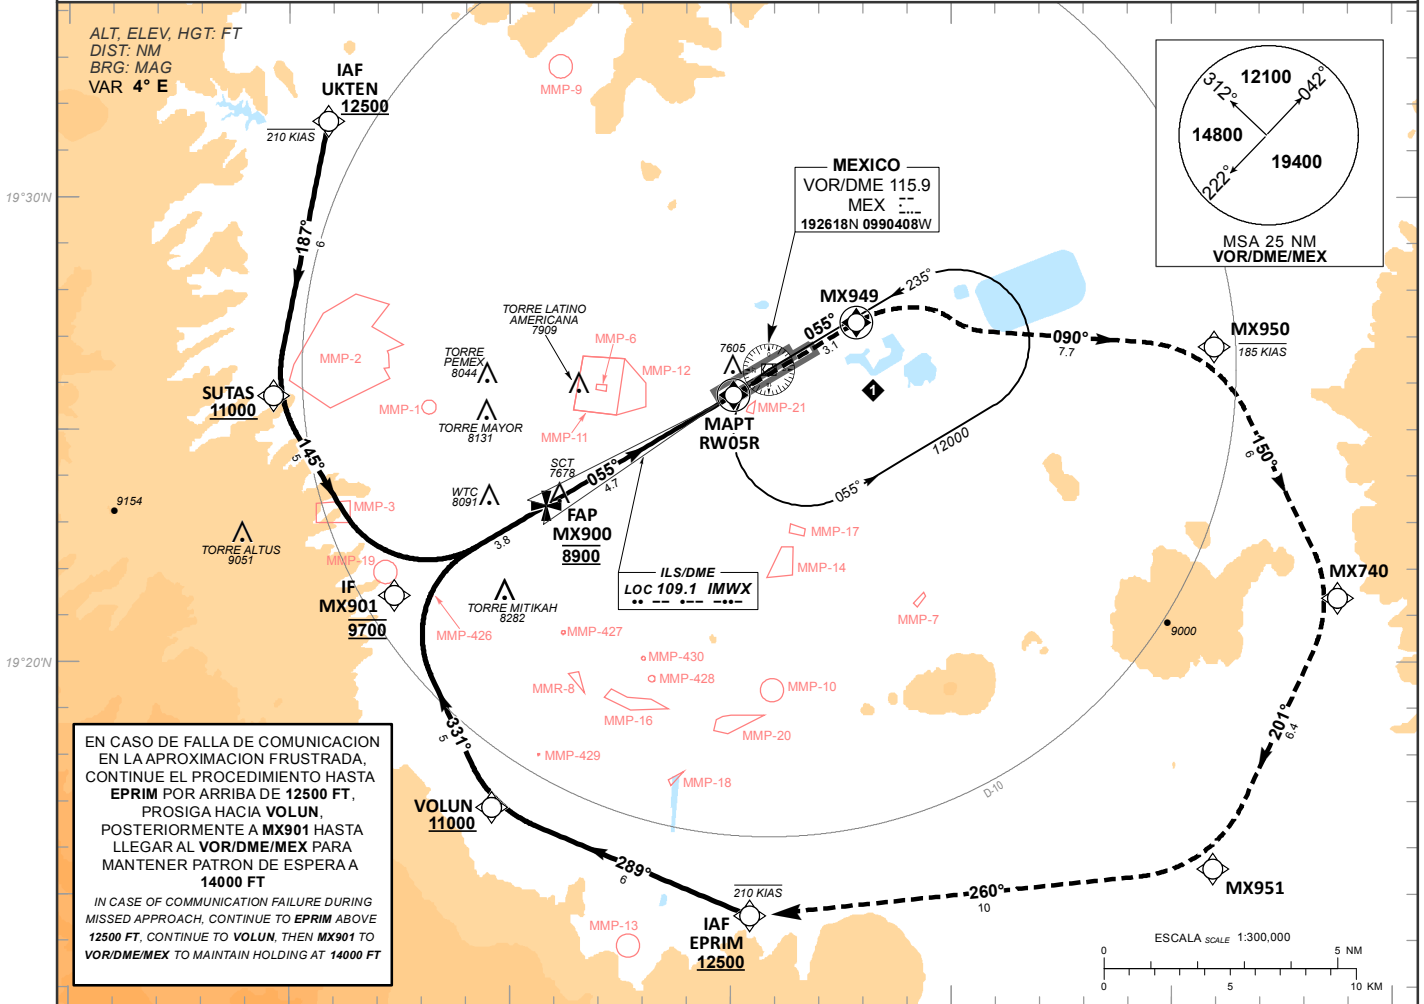 ALT, ELEV, HGT: FT
DIST: NM
BRG: MAG
VAR 4° E
IAF
UKTEN
12500
210 KIAS
MMP-9
12100
312°
042°
14800
19400
222°
MSA 25 NM
VOR/DME/MEX
MEXICO
VOR/DME 115.9
MEX
192618N 0990408W
19°30'N
187°
6
235°
MX949
055°
3.1
090°
7.7
MX950
185 KIAS
TORRE LATINO
AMERICANA
7909
MMP-6
MMP-12
7605
TORRE
PEMEX
8044
MMP-2
SUTAS
11000
MMP-1
TORRE MAYOR
8131
MMP-11
MMP-21
1
MAPT
RW05R
12000
055°
145°
5
SCT
7678
055°
4.7
150°
6
9154
MMP-3
WTC
8091
FAP
MX900
8900
3.8
TORRE ALTUS
9051
MMP-19
MMP-17
MMP-14
ILS/DME
LOC 109.1 IMWX
IF
MX901
9700
TORRE MITIKAH
8282
MX740
MMP-7
9000
MMP-426
MMP-427
19°20'N
MMP-430
MMP-428
MMR-8
MMP-10
MMP-16
MMP-20
331°
5
201°
6.4
MMP-429
MMP-18
D-10
EN CASO DE FALLA DE COMUNICACION
EN LA APROXIMACION FRUSTRADA,
CONTINUE EL PROCEDIMIENTO HASTA
EPRIM POR ARRIBA DE 12500 FT,
PROSIGA HACIA VOLUN,
POSTERIORMENTE A MX901 HASTA
LLEGAR AL VOR/DME/MEX PARA
MANTENER PATRON DE ESPERA A
14000 FT
IN CASE OF COMMUNICATION FAILURE DURING
MISSED APPROACH, CONTINUE TO EPRIM ABOVE
12500 FT, CONTINUE TO VOLUN, THEN MX901 TO
VOR/DME/MEX TO MAINTAIN HOLDING AT 14000 FT
VOLUN
11000
289°
6
210 KIAS
260°
10
MX951
IAF
EPRIM
12500
MMP-13
ESCALA SCALE 1:300,000
0 5 NM
0 5 10 KM